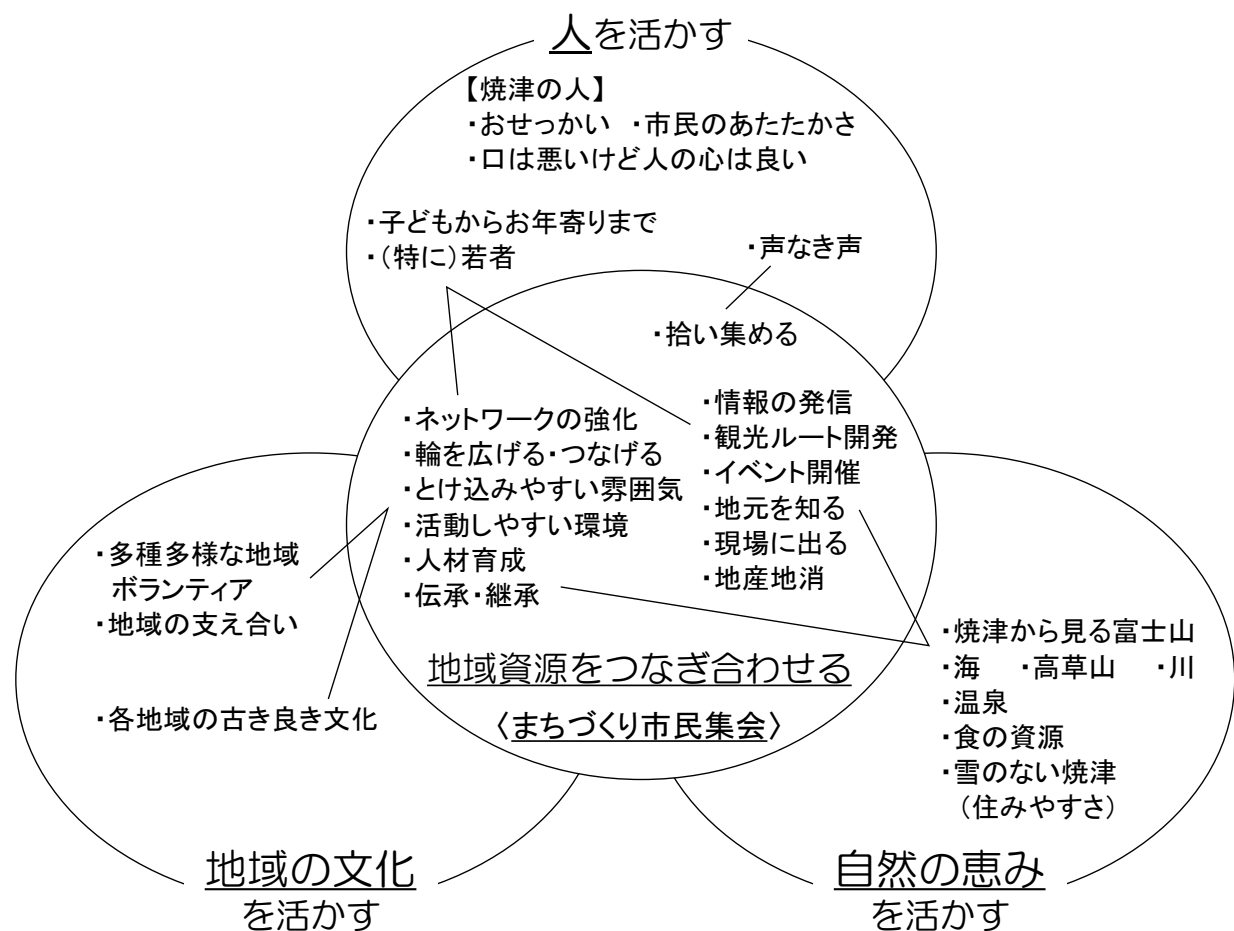 人を活かす
【焼津の人】
・おせっかい ・市民のあたたかさ
・口は悪いけど人の心は良い
・子どもからお年寄りまで
・（特に）若者
・声なき声
・拾い集める
・ネットワークの強化
・輪を広げる・つなげる
・とけ込みやすい雰囲気
・活動しやすい環境
・人材育成
・伝承・継承
・情報の発信
・観光ルート開発
・イベント開催
・地元を知る
・現場に出る
・地産地消
地域資源をつなぎ合わせる
〈まちづくり市民集会〉
・多種多様な地域
ボランティア
・地域の支え合い
・各地域の古き良き文化
地域の文化
を活かす
・焼津から見る富士山
・海 ・高草山 ・川
・温泉
・食の資源
・雪のない焼津
（住みやすさ）
自然の恵み
を活かす